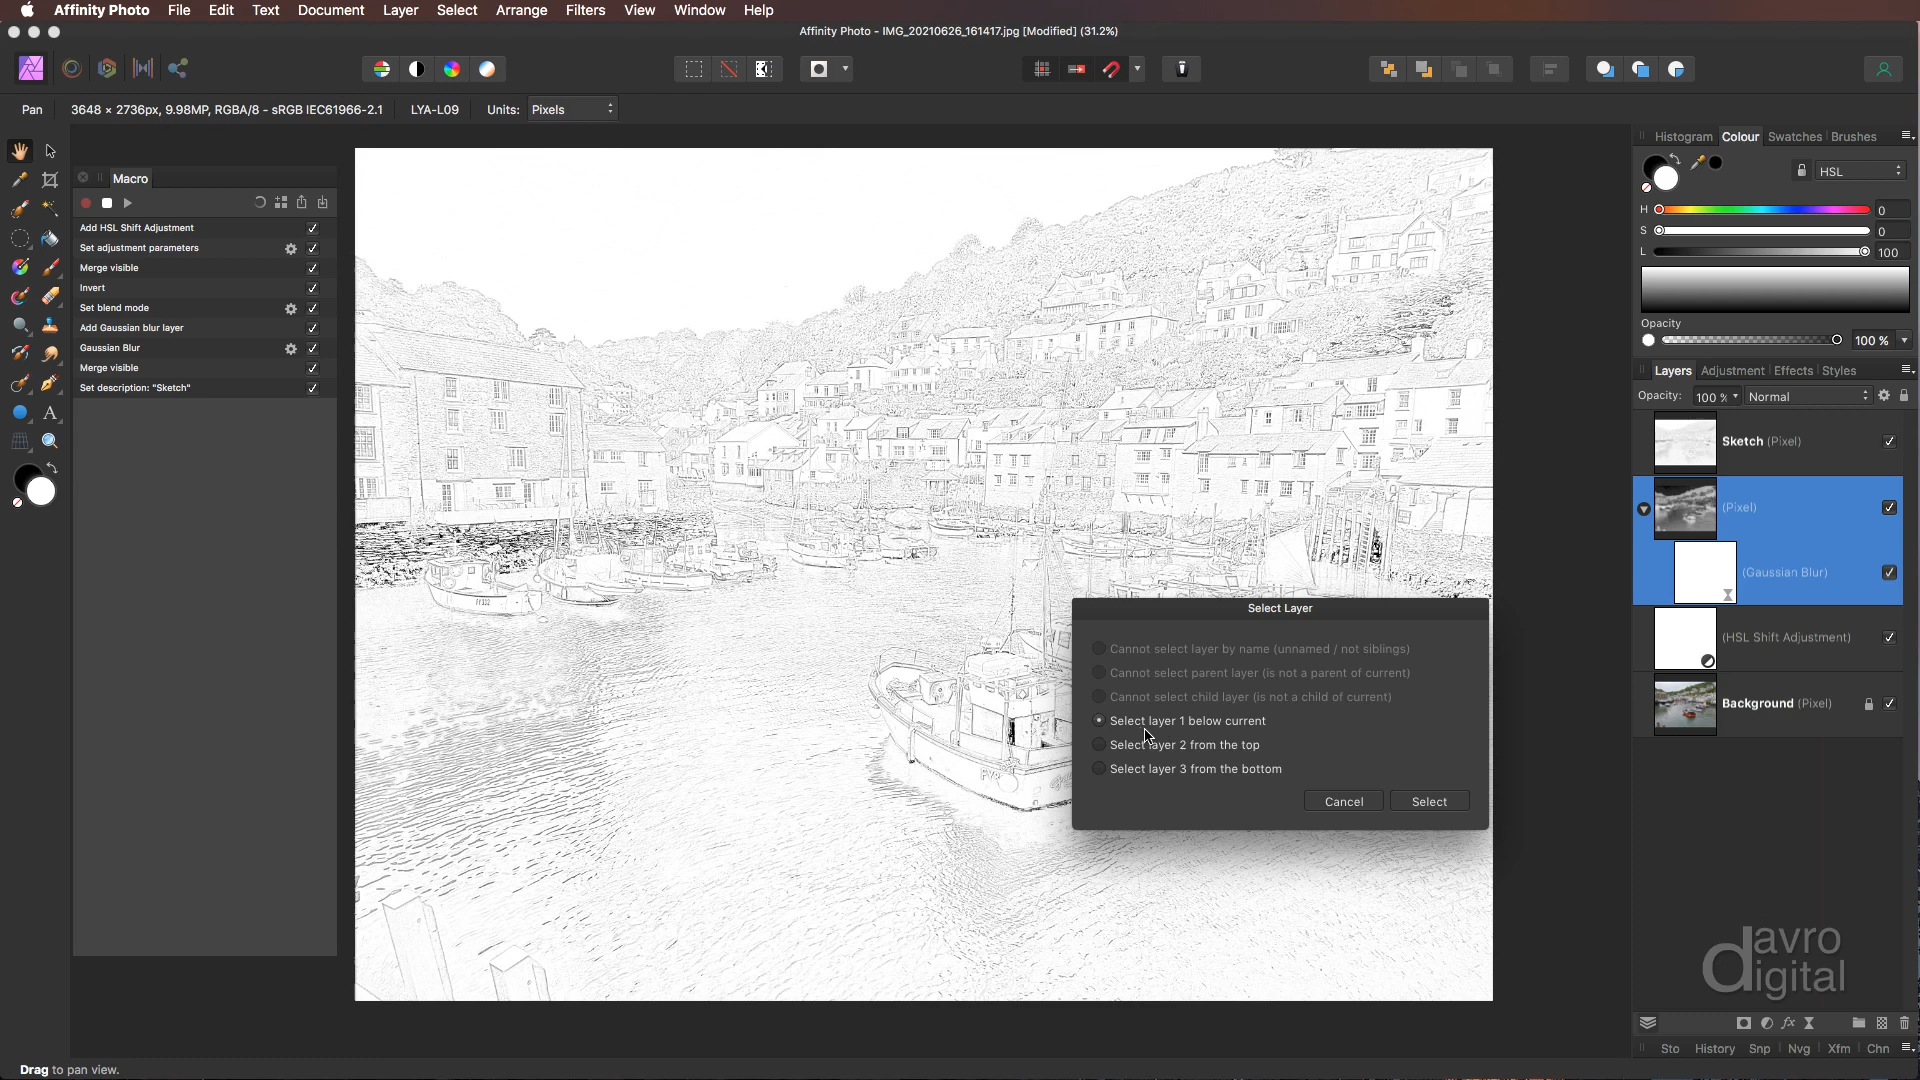 Affinity Photo File Edit Text Document Layer Select Arrange Filters View Window Help
Affinity Photo - IMG_20210626_161417.jpg [Modified] (31.2%)
Pan 3648 × 2736px, 9.98MP, RGBA/8 - sRGB IEC61966-2.1 LYA-L09 Units: Pixels
Macro
Add HSL Shift Adjustment
Set adjustment parameters
Merge visible
Invert
Set blend mode
Add Gaussian blur layer
Gaussian Blur
Merge visible
Set description: "Sketch"
Histogram Colour Swatches Brushes
HSL
H 0
S 0
L 100
Opacity
100 %
Layers Adjustment Effects Styles
Opacity: 100 % Normal
Sketch (Pixel)
(Pixel)
(Gaussian Blur)
(HSL Shift Adjustment)
Background (Pixel)
Select Layer
Cannot select layer by name (unnamed / not siblings)
Cannot select parent layer (is not a parent of current)
Cannot select child layer (is not a child of current)
Select layer 1 below current
Select layer 2 from the top
Select layer 3 from the bottom
Cancel Select
davro
digital
Sto History Snp Nvg Xfm Chn
Drag to pan view.